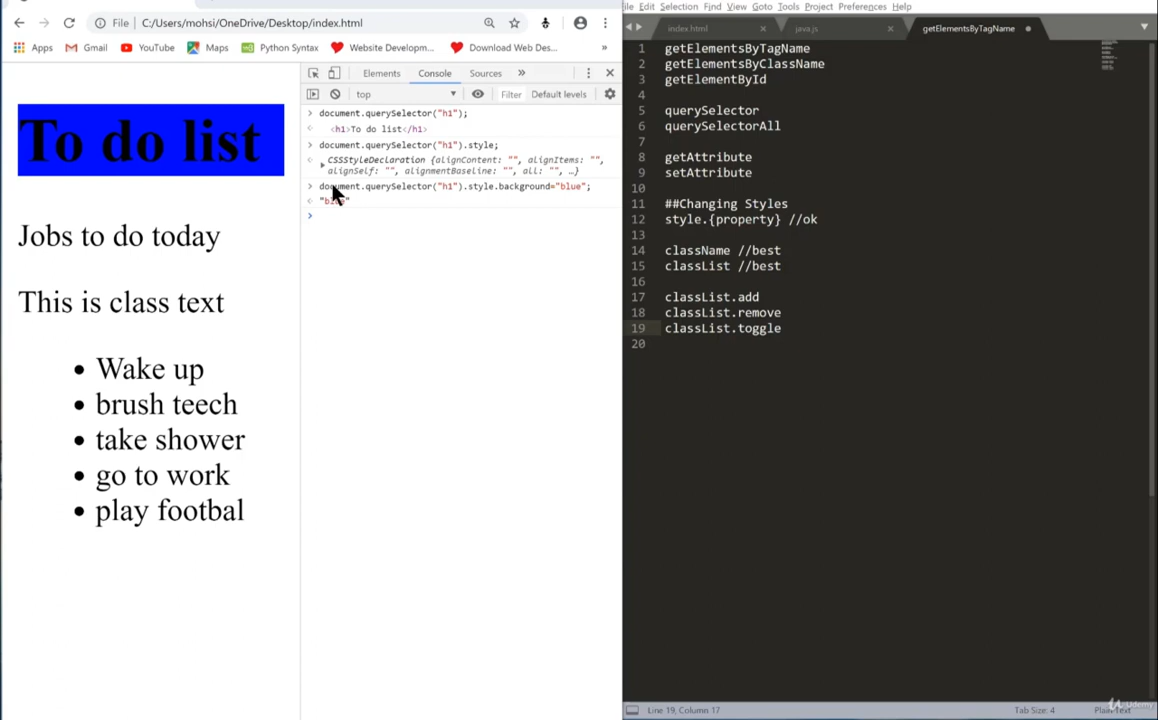 C:/Users/mohsi/OneDrive/Desktop/index.html
File
Apps Gmail YouTube Maps Python Syntax Website Developm... Download Web Des... »
Elements Console Sources »
top Filter Default levels
document.querySelector("h1");
<h1>To do list</h1>
document.querySelector("h1").style;
CSSStyleDeclaration {alignContent: "", alignItems: "",
alignSelf: "", alignmentBaseline: "", all: "", …}
document.querySelector("h1").style.background="blue";
To do list
Jobs to do today
This is class text
• Wake up
• brush teech
• take shower
• go to work
• play footbal
Edit Selection Find View Goto Tools Project Preferences Help
index.html java.js getElementsByTagName
1 getElementsByTagName
2 getElementsByClassName
3 getElementById
4
5 querySelector
6 querySelectorAll
7
8 getAttribute
9 setAttribute
10
11 ##Changing Styles
12 style.{property} //ok
13
14 className //best
15 classList //best
16
17 classList.add
18 classList.remove
19 classList.toggle
20
Line 19, Column 17
Tab Size: 4
Udemy